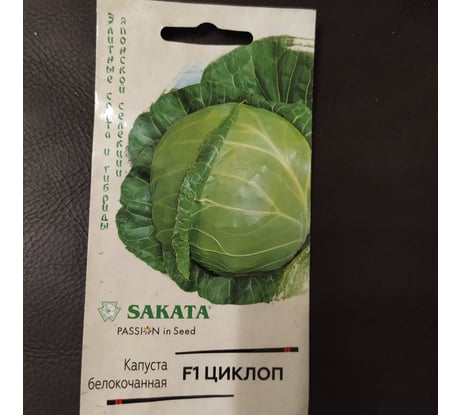 Элитные сорта и гибриды
японской селекции
SAKATA®
PASSION in Seed
Капуста
белокочанная
F1 ЦИКЛОП